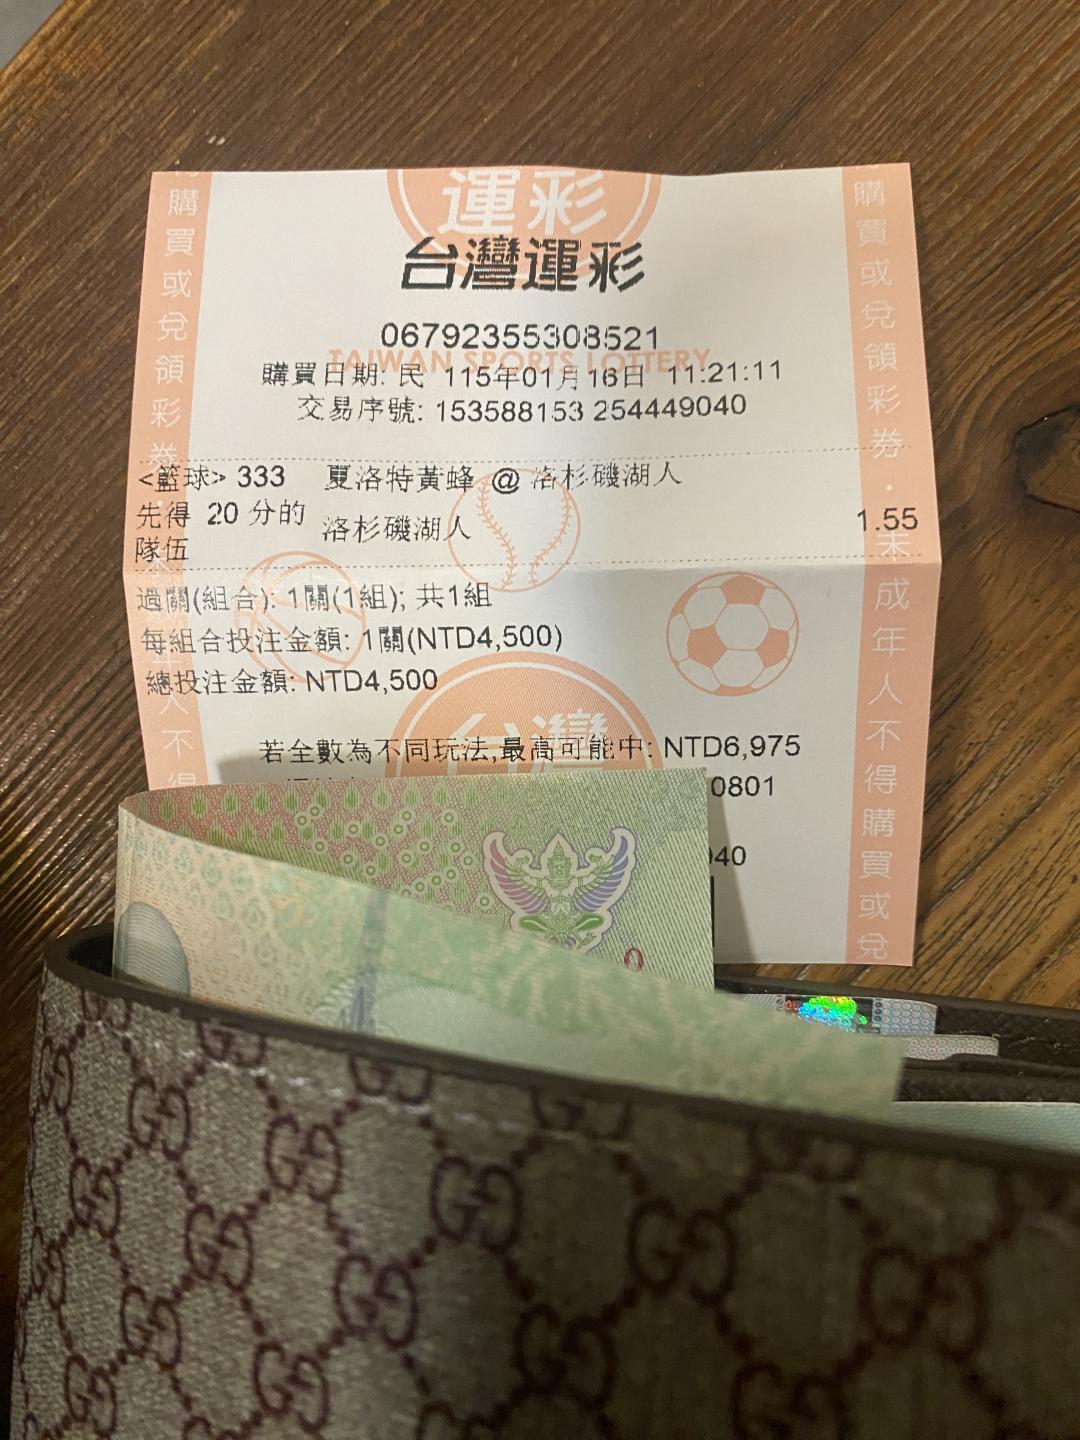 運彩
台灣運彩
06792355308521
TAIWAN SPORTS LOTTERY
購買日期: 民 115年01月16日 11:21:11
交易序號: 153588153 254449040
<籃球> 333 夏洛特黃蜂 @ 洛杉磯湖人
先得 20 分的隊伍 洛杉磯湖人 1.55
過關(組合): 1關(1組); 共1組
每組合投注金額: 1關(NTD4,500)
總投注金額: NTD4,500
台灣
若全數為不同玩法,最高可能中: NTD6,975
0801
040
購買或兌領彩券
人不得
購買或兌領彩券．未成年人不得購買或兌